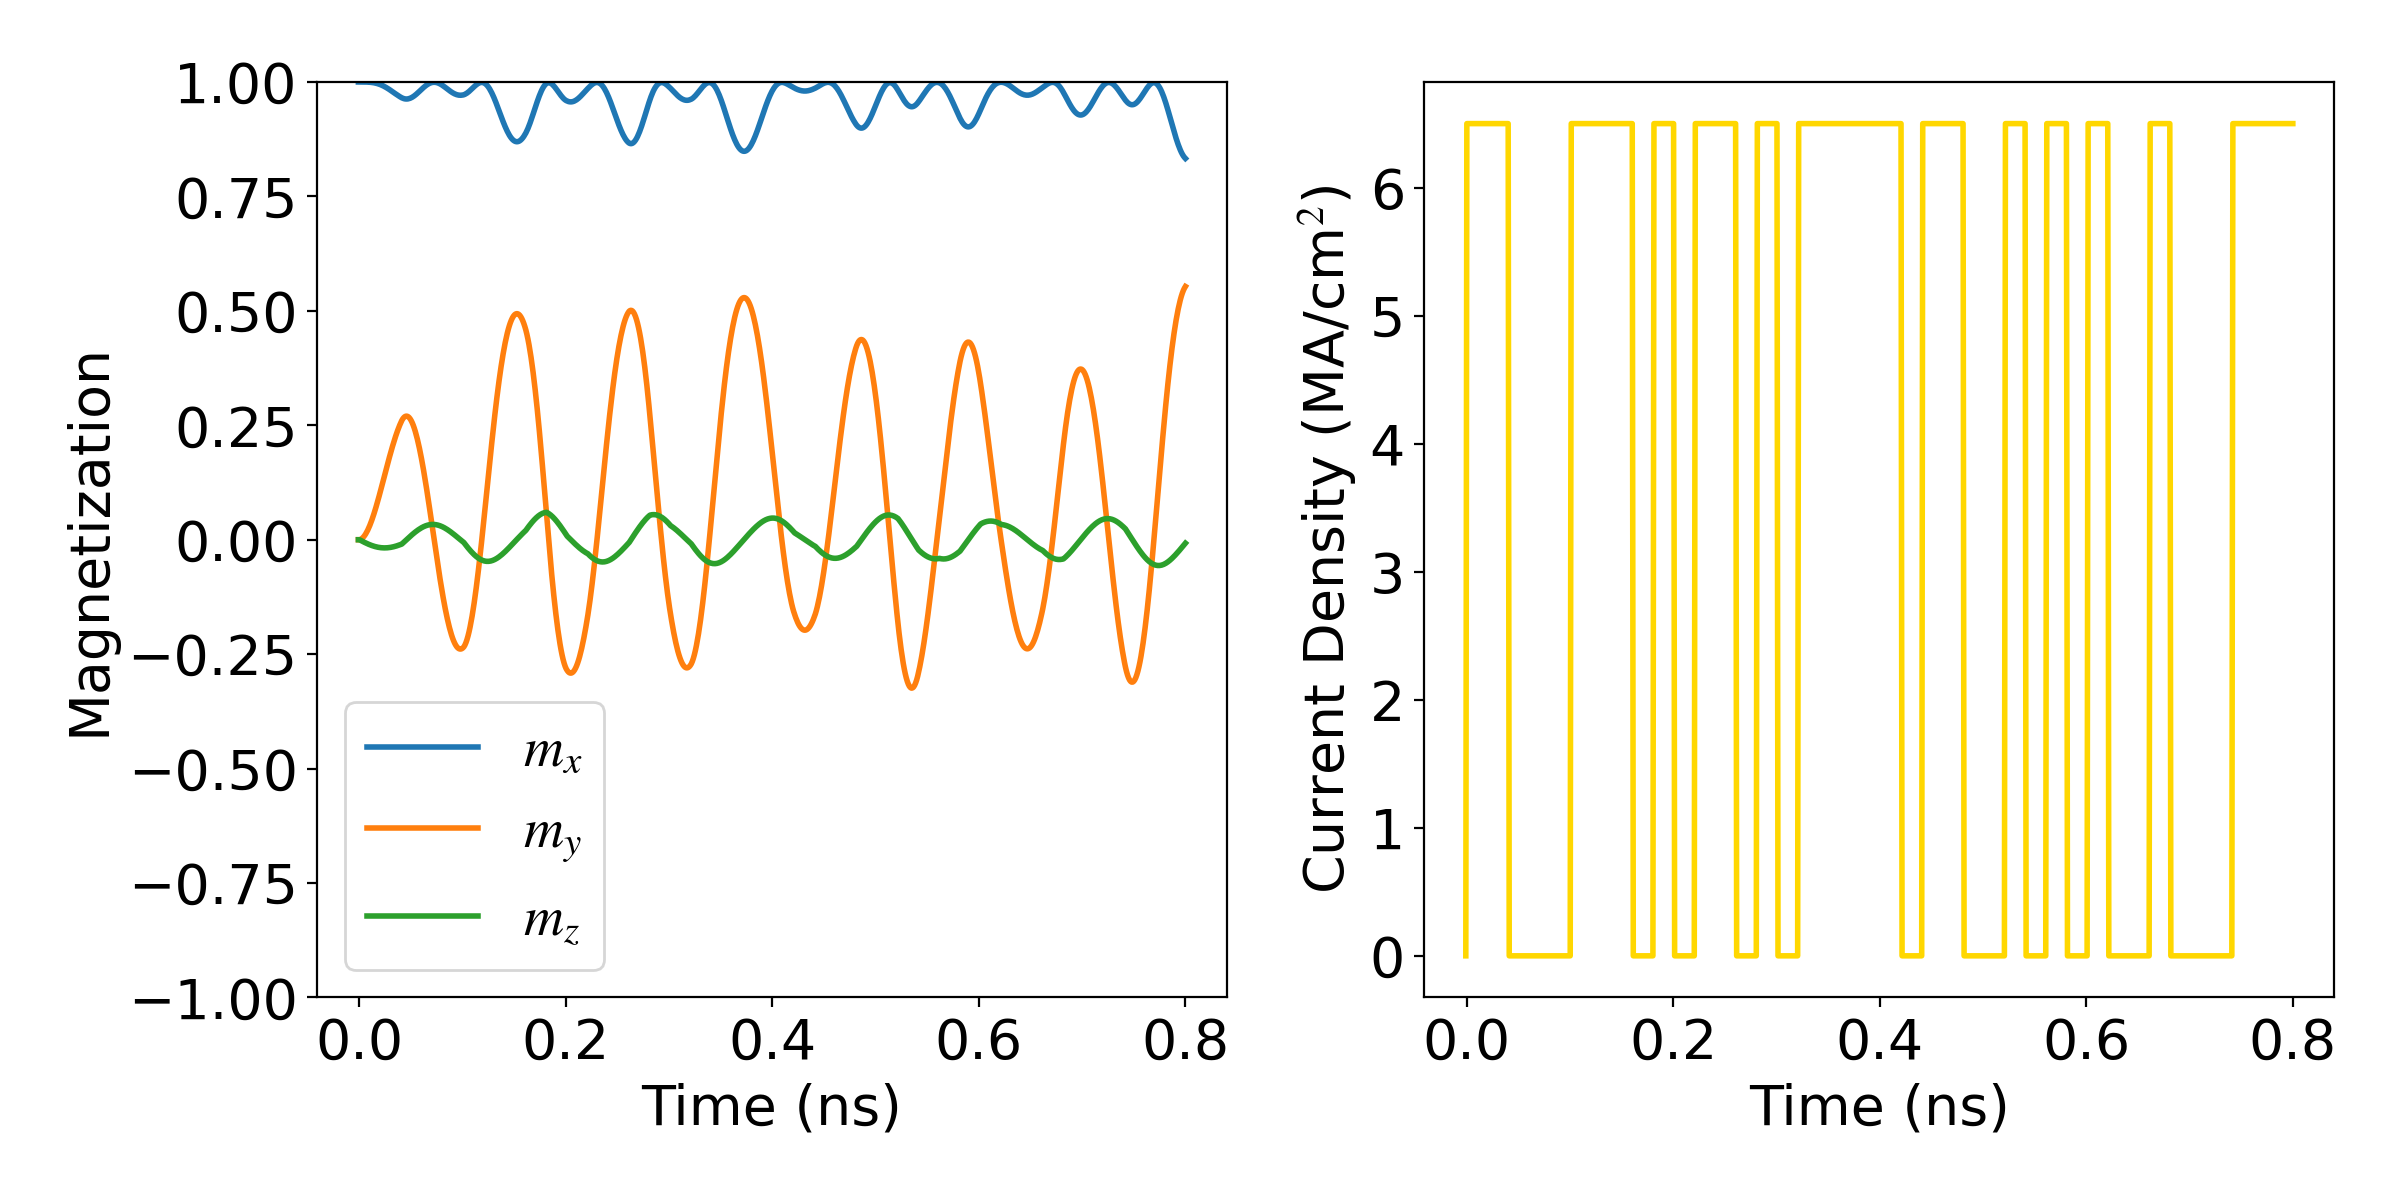 1.00
0.75
0.50
0.25
0.00
−0.25
−0.50
−0.75
−1.00
Magnetization
m_x
m_y
m_z
0.0 0.2 0.4 0.6 0.8
Time (ns)
6
5
4
3
2
1
0
Current Density (MA/cm²)
0.0 0.2 0.4 0.6 0.8
Time (ns)